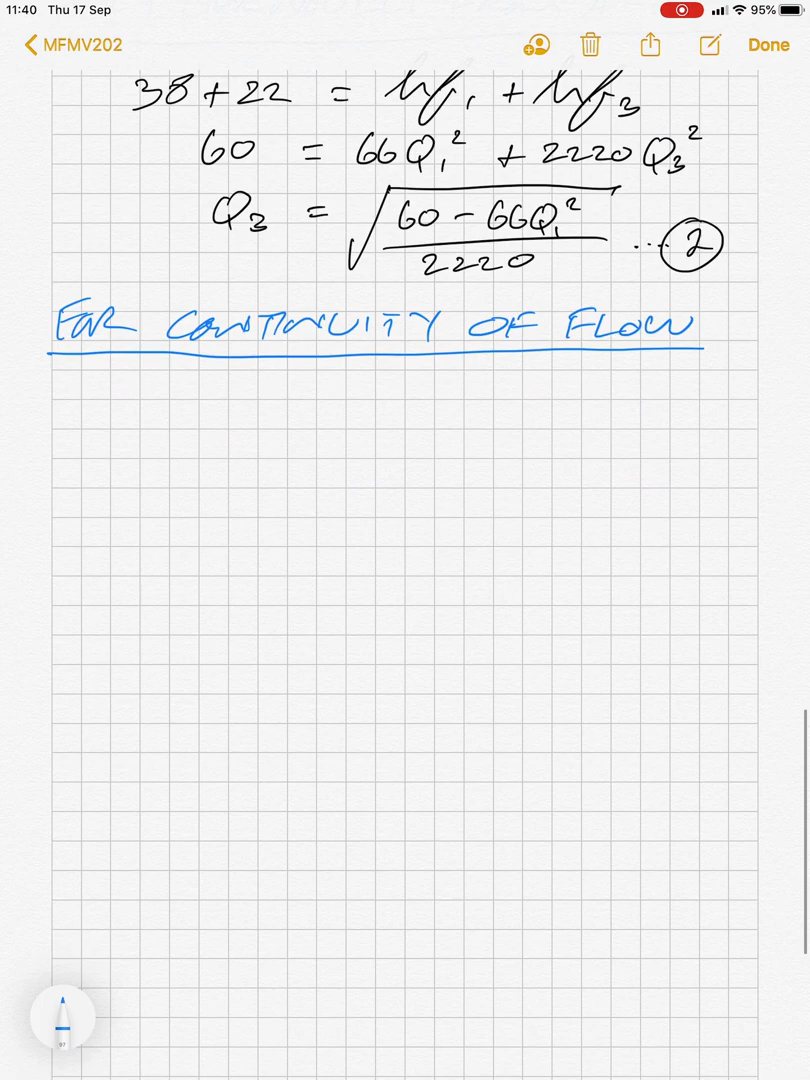 11:40 Thu 17 Sep 95%
MFMV202 Done
38 + 22 = hf₁ + hf₃
60 = 66Q₁² + 2220Q₃²
Q₃ = √(60 - 66Q₁² / 2220) ... 2
FOR CONTINUITY OF FLOW
97